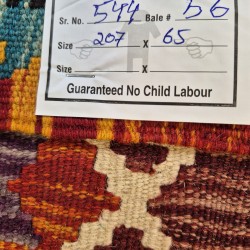 Sr. No. 544 Bale # 56
Size 207 X 65
Size X
Guaranteed No Child Labour